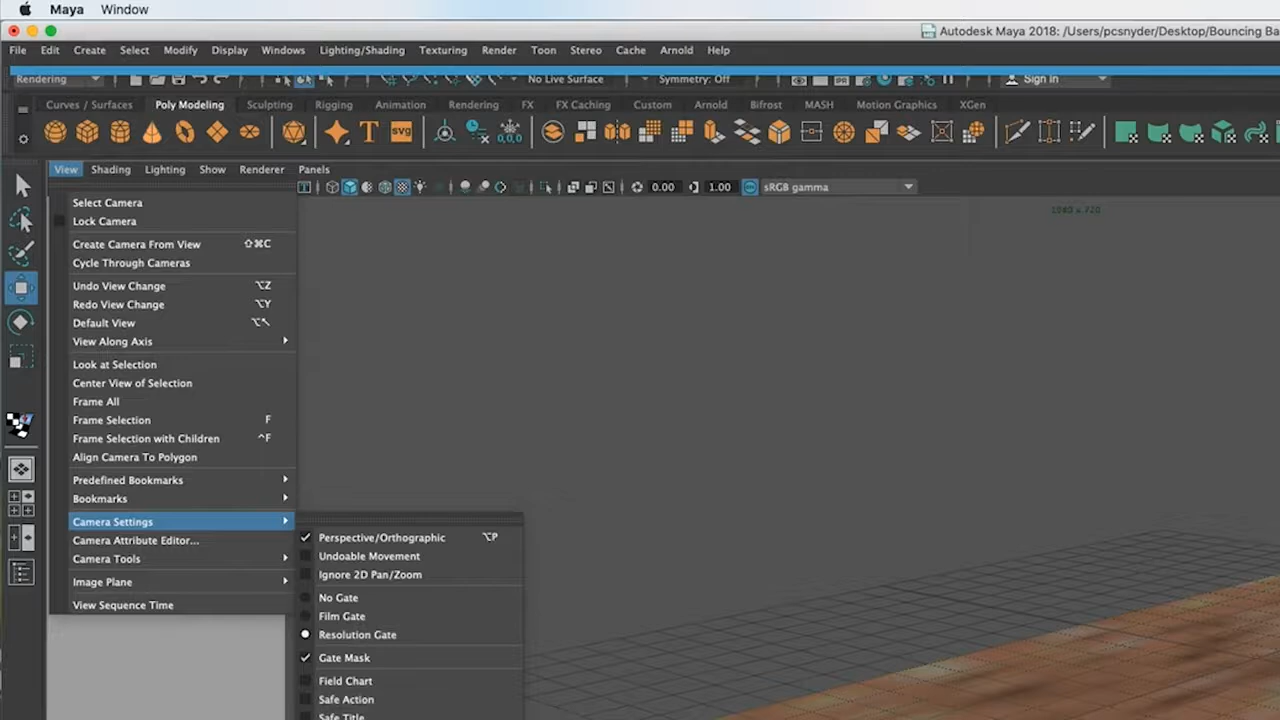 Maya Window
Autodesk Maya 2018: /Users/pcsnyder/Desktop/Bouncing Ba
File Edit Create Select Modify Display Windows Lighting/Shading Texturing Render Toon Stereo Cache Arnold Help
Rendering No Live Surface Symmetry: Off Sign In
Curves / Surfaces Poly Modeling Sculpting Rigging Animation Rendering FX FX Caching Custom Arnold Bifrost MASH Motion Graphics XGen
T SVG 0,0,0
View Shading Lighting Show Renderer Panels
0.00 1.00 sRGB gamma
Select Camera
Lock Camera
Create Camera From View ⇧⌘C
Cycle Through Cameras
Undo View Change ⌥Z
Redo View Change ⌥Y
Default View ⌥↖
View Along Axis
Look at Selection
Center View of Selection
Frame All
Frame Selection F
Frame Selection with Children ^F
Align Camera To Polygon
Predefined Bookmarks
Bookmarks
Camera Settings
Camera Attribute Editor...
Camera Tools
Image Plane
View Sequence Time
Perspective/Orthographic ⌥P
Undoable Movement
Ignore 2D Pan/Zoom
No Gate
Film Gate
Resolution Gate
Gate Mask
Field Chart
Safe Action
Safe Title